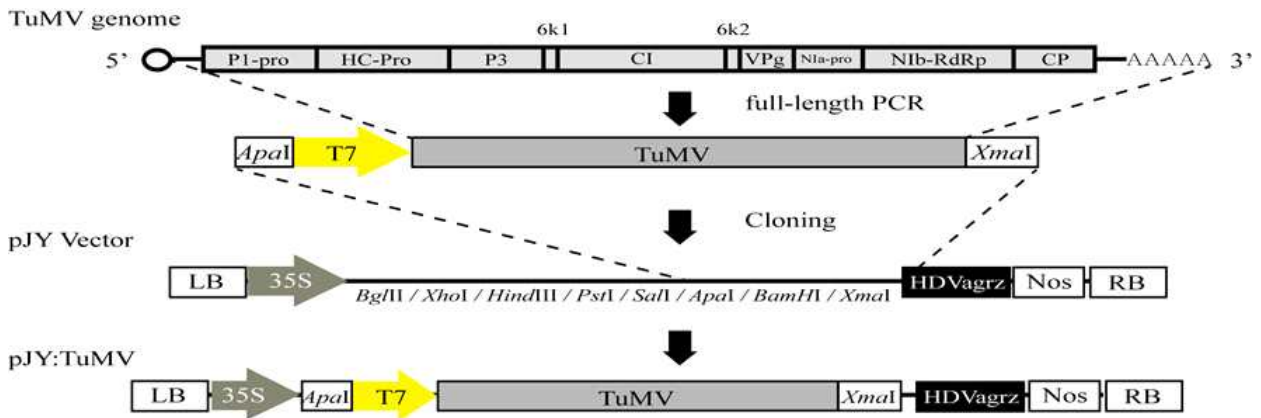 TuMV genome
6k1 6k2
5’ P1-pro HC-Pro P3 CI VPg NIa-pro NIb-RdRp CP AAAAA 3’
full-length PCR
ApaI T7 TuMV XmaI
Cloning
pJY Vector
LB 35S HDVagrz Nos RB
BglII / XhoI / HindIII / PstI / SalI / ApaI / BamHI / XmaI
pJY:TuMV
LB 35S ApaI T7 TuMV XmaI HDVagrz Nos RB